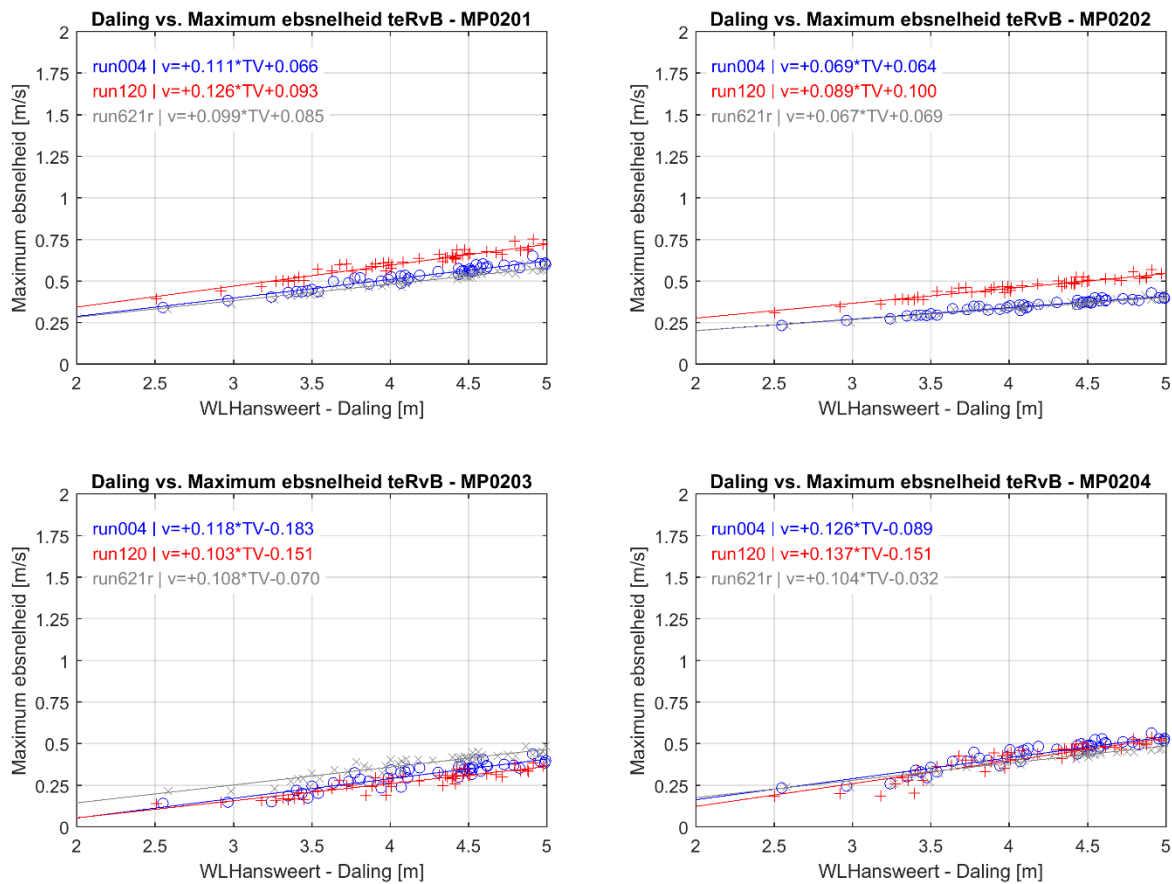 Daling vs. Maximum ebsnelheid teRvB - MP0201
2
1.75
1.5
1.25
1
0.75
0.5
0.25
0
Maximum ebsnelheid [m/s]
run004 | v=+0.111*TV+0.066
run120 | v=+0.126*TV+0.093
run621r | v=+0.099*TV+0.085
2 2.5 3 3.5 4 4.5 5
WLHansweert - Daling [m]
Daling vs. Maximum ebsnelheid teRvB - MP0202
2
1.75
1.5
1.25
1
0.75
0.5
0.25
0
Maximum ebsnelheid [m/s]
run004 | v=+0.069*TV+0.064
run120 | v=+0.089*TV+0.100
run621r | v=+0.067*TV+0.069
2 2.5 3 3.5 4 4.5 5
WLHansweert - Daling [m]
Daling vs. Maximum ebsnelheid teRvB - MP0203
2
1.75
1.5
1.25
1
0.75
0.5
0.25
0
Maximum ebsnelheid [m/s]
run004 | v=+0.118*TV-0.183
run120 | v=+0.103*TV-0.151
run621r | v=+0.108*TV-0.070
2 2.5 3 3.5 4 4.5 5
WLHansweert - Daling [m]
Daling vs. Maximum ebsnelheid teRvB - MP0204
2
1.75
1.5
1.25
1
0.75
0.5
0.25
0
Maximum ebsnelheid [m/s]
run004 | v=+0.126*TV-0.089
run120 | v=+0.137*TV-0.151
run621r | v=+0.104*TV-0.032
2 2.5 3 3.5 4 4.5 5
WLHansweert - Daling [m]